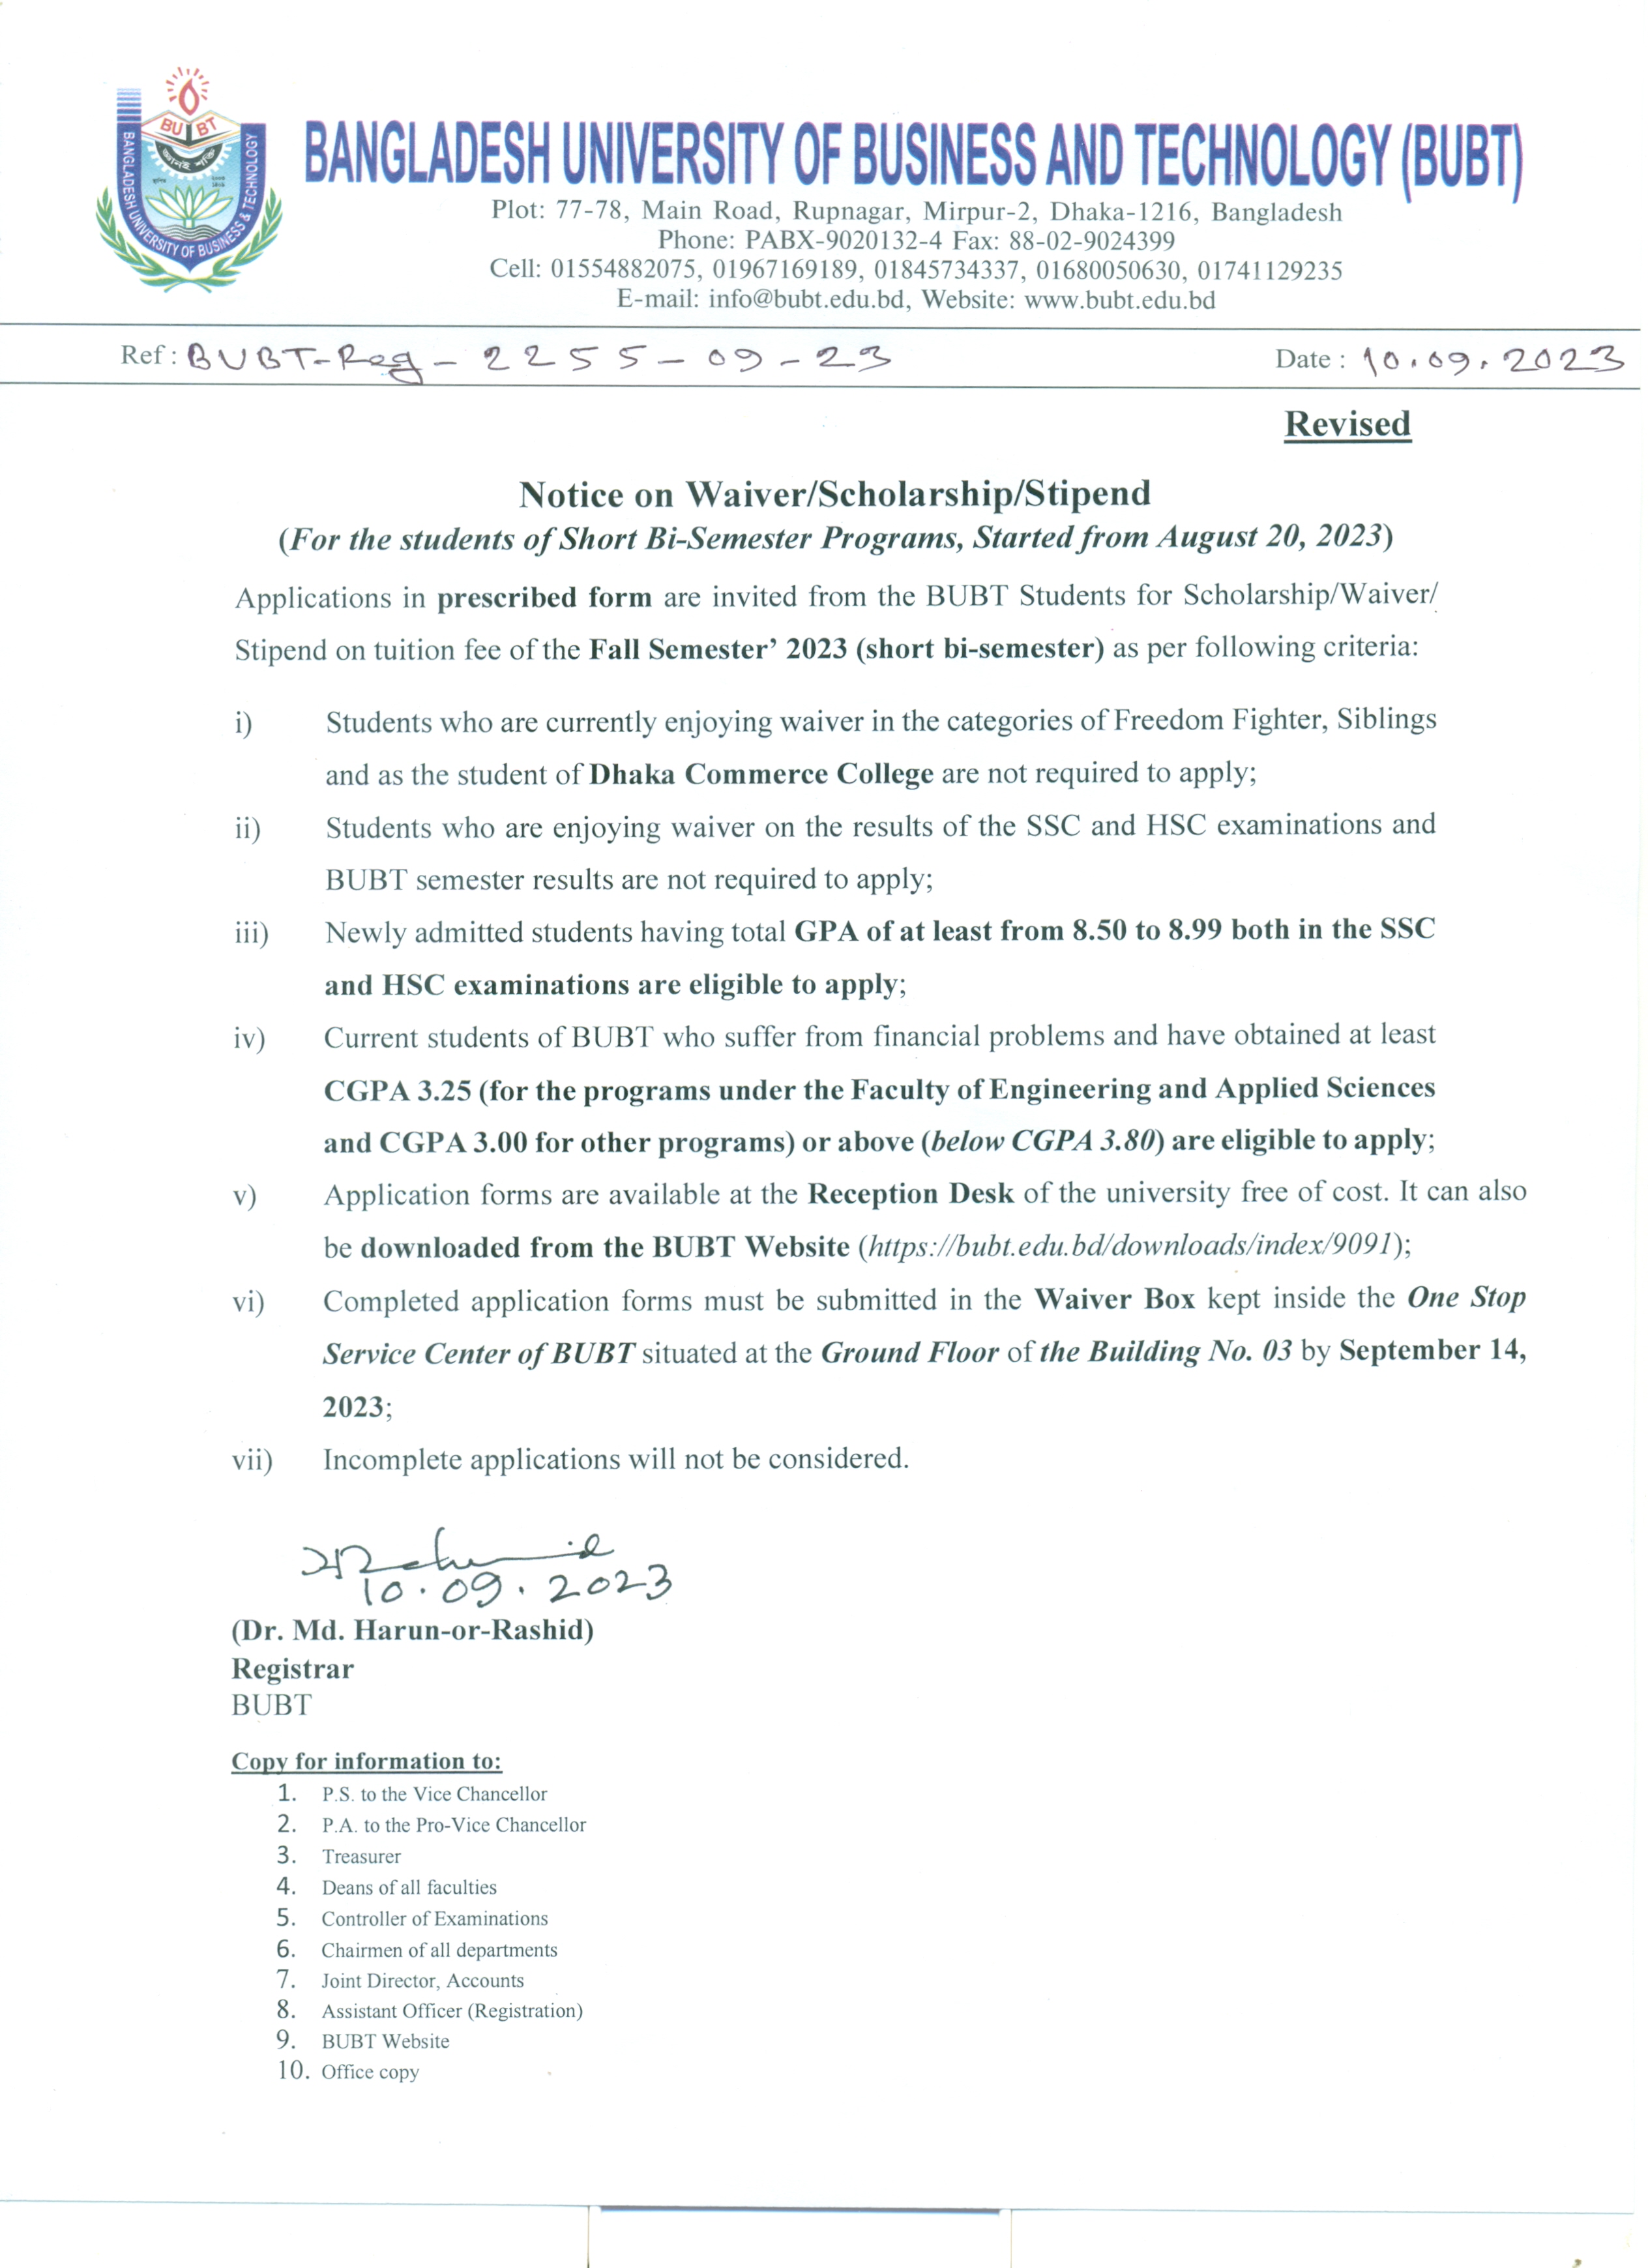 BU BT
BANGLADESH UNIVERSITY OF BUSINESS & TECHNOLOGY
BANGLADESH UNIVERSITY OF BUSINESS AND TECHNOLOGY (BUBT)
Plot: 77-78, Main Road, Rupnagar, Mirpur-2, Dhaka-1216, Bangladesh
Phone: PABX-9020132-4 Fax: 88-02-9024399
Cell: 01554882075, 01967169189, 01845734337, 01680050630, 01741129235
E-mail: info@bubt.edu.bd, Website: www.bubt.edu.bd
Ref : BUBT-Reg - 2255 - 09 - 23 Date : 10.09.2023
Revised
Notice on Waiver/Scholarship/Stipend
(For the students of Short Bi-Semester Programs, Started from August 20, 2023)
Applications in prescribed form are invited from the BUBT Students for Scholarship/Waiver/
Stipend on tuition fee of the Fall Semester’ 2023 (short bi-semester) as per following criteria:
i) Students who are currently enjoying waiver in the categories of Freedom Fighter, Siblings
and as the student of Dhaka Commerce College are not required to apply;
ii) Students who are enjoying waiver on the results of the SSC and HSC examinations and
BUBT semester results are not required to apply;
iii) Newly admitted students having total GPA of at least from 8.50 to 8.99 both in the SSC
and HSC examinations are eligible to apply;
iv) Current students of BUBT who suffer from financial problems and have obtained at least
CGPA 3.25 (for the programs under the Faculty of Engineering and Applied Sciences
and CGPA 3.00 for other programs) or above (below CGPA 3.80) are eligible to apply;
v) Application forms are available at the Reception Desk of the university free of cost. It can also
be downloaded from the BUBT Website (https://bubt.edu.bd/downloads/index/9091);
vi) Completed application forms must be submitted in the Waiver Box kept inside the One Stop
Service Center of BUBT situated at the Ground Floor of the Building No. 03 by September 14,
2023;
vii) Incomplete applications will not be considered.
10.09.2023
(Dr. Md. Harun-or-Rashid)
Registrar
BUBT
Copy for information to:
1. P.S. to the Vice Chancellor
2. P.A. to the Pro-Vice Chancellor
3. Treasurer
4. Deans of all faculties
5. Controller of Examinations
6. Chairmen of all departments
7. Joint Director, Accounts
8. Assistant Officer (Registration)
9. BUBT Website
10. Office copy